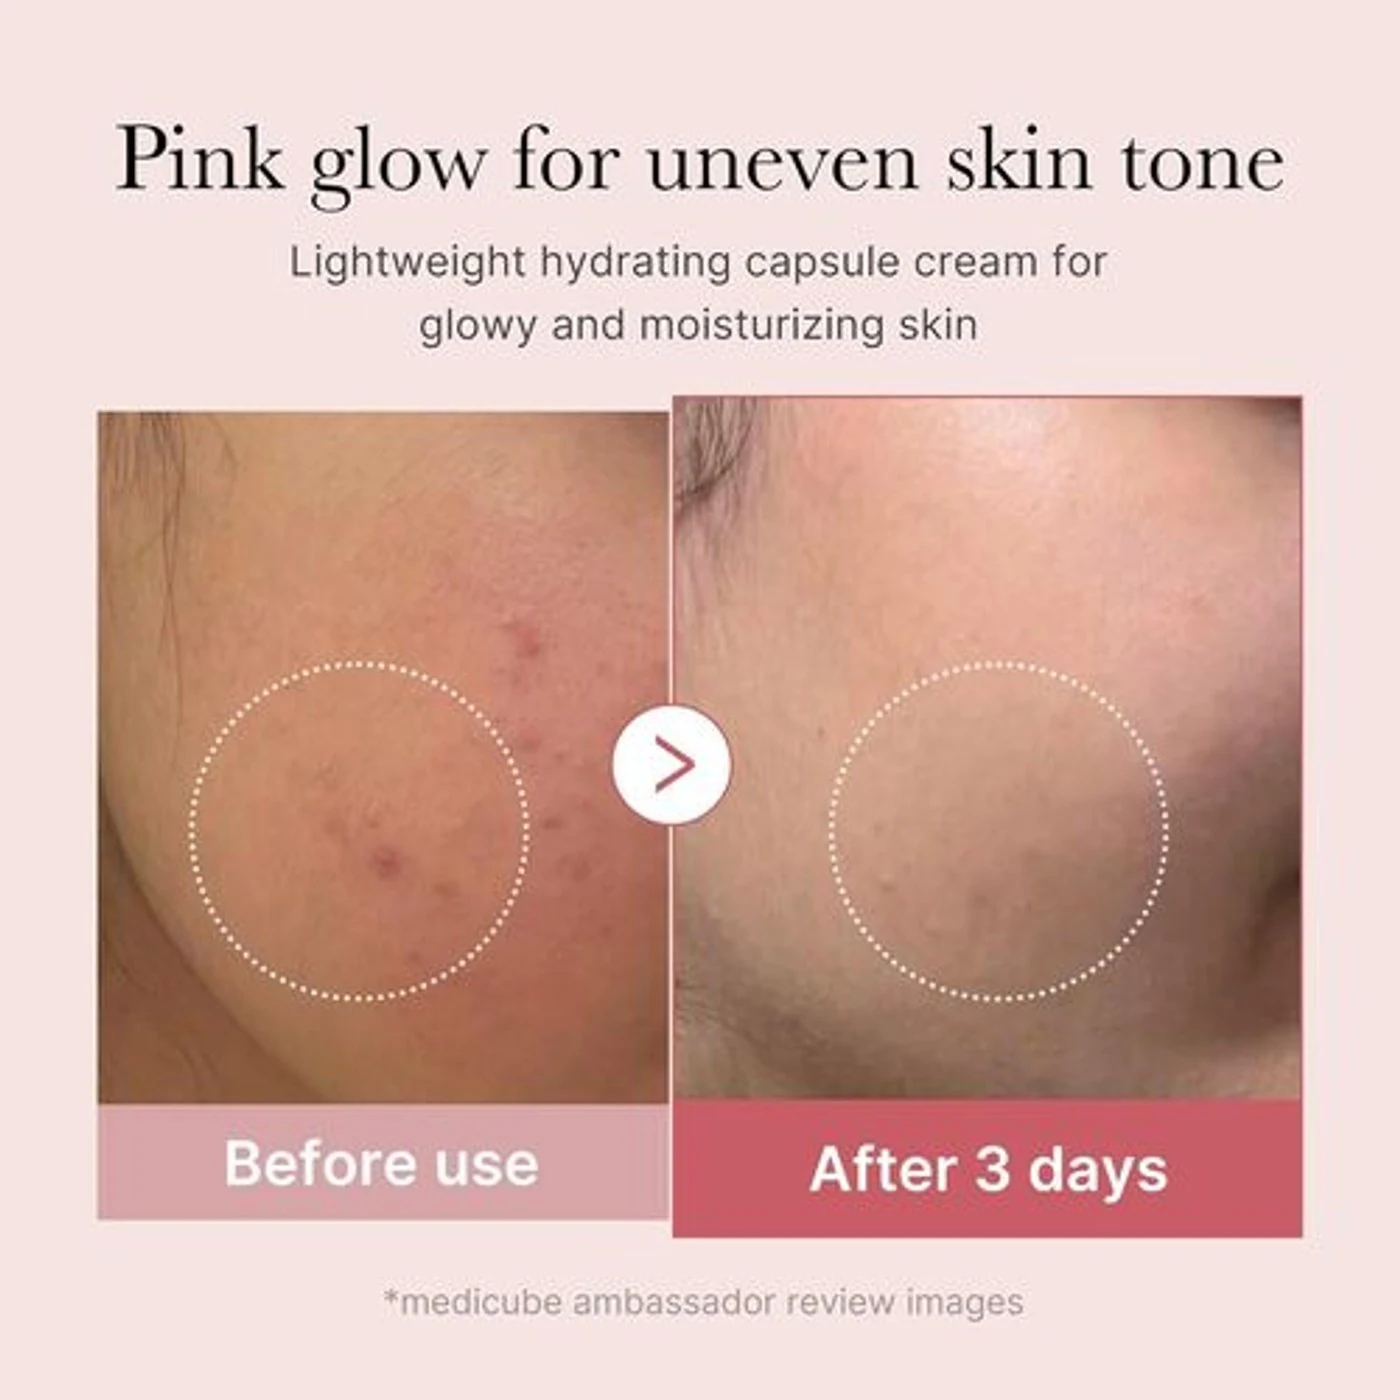 Pink glow for uneven skin tone
Lightweight hydrating capsule cream for
glowy and moisturizing skin
Before use
After 3 days
*medicube ambassador review images